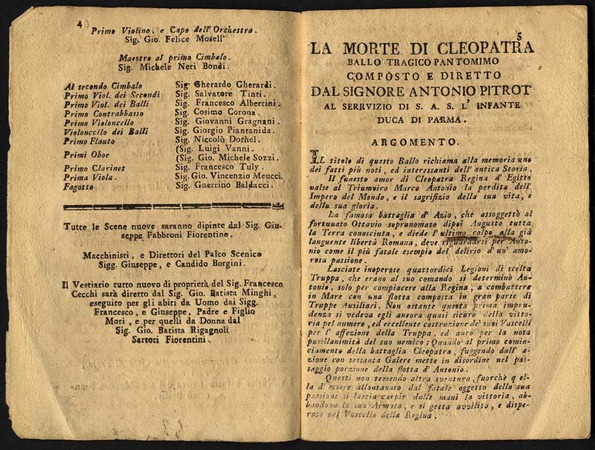 4
Primo Violino, e Capo dell'Orchestra.
Sig. Gio. Felice Mosell'
Maestro al primo Cimbalo.
Sig. Michele Neri Bondi.
Al secondo Cimbalo Sig. Gherardo Gherardi.
Primo Viol. dei Secondi Sig. Salvatore Tinti.
Primo Viol. dei Balli Sig. Francesco Albertini.
Primo Contrabbasso Sig. Cosimo Corona.
Primo Violoncello Sig. Giovanni Gragnani.
Violoncello dei Balli Sig. Giorgio Piantanida.
Primo Flauto Sig. Niccolò Dothel.
Primi Oboe (Sig. Luigi Vanni.
(Sig. Gio. Michele Sozzi.
Primo Clarinet Sig. Francesco Tuly.
Primo Viola. Sig. Gio. Vincenzio Meucci.
Fagotto Sig. Guerrino Baldacci.
Tutte le Scene nuove saranno dipinte dal Sig. Giu-
seppe Fabbroni Fiorentino.
Macchinisti, e Direttori del Palco Scenico
Sigg. Giuseppe, e Candido Borgini.
Il Vestiario tutto nuovo di proprietà del Sig. Francesco
Cecchi sarà diretto dal Sig. Gio. Batista Minghi,
eseguito per gli abiti da Uomo dai Sigg.
Francesco, e Giuseppe, Padre e Figlio
Mori, e per quelli da Donna dal
Sig. Gio. Batista Rigagnoli
Sartori Fiorentini.
5
LA MORTE DI CLEOPATRA
BALLO TRAGICO PANTOMIMO
COMPOSTO E DIRETTO
DAL SIGNORE ANTONIO PITROT
AL SERRVIZIO DI S. A. S. L' INFANTE
DUCA DI PARMA.
ARGOMENTO.
IL titolo di questo Ballo richiama alla memoria uno
dei fatti più noti, ed interessanti dell'antica Storia.
Il funesto amor di Cleopatra Regina d'Egitto
valse al Triumviro Marco Antonio la perdita dell'
Impero del Mondo, e il sagrifizio della sua vita, e
della sua gloria.
La famosa battaglia d'Azio, che assoggettò al
fortunato Ottavio sopranomato dipoi Augusto tutta
la Terra conosciuta, e diede l'ultimo colpo alla già
languente libertà Romana, deve riguardarsi per Anto-
nio come il più fatale esempio del delirio d'un' amo-
rosa passione.
Lasciate inoperose quattordici Legioni di scelta
Truppa, che erano al suo comando si determinò An-
tonio, solo per compiacere alla Regina, a combattere
in Mare con una flotta composta in gran parte di
Truppe Ausiliari. Non ostante questa prima impru-
denza si vedeva egli ancora quasi sicuro della vitto-
ria pel numero, ed eccellente costruzione de' suoi Vascelli
per l'affezione della Truppa, ed anco per la nota
pusillanimità del suo nemico; Quando al primo comin-
ciamento della battaglia Cleopatra, fuggendo dall'a-
zione con sessanta Galere mette in disordine nel pas-
saggio porzione della flotta d'Antonio.
Questi non temendo altra sventura, fuorchè quel-
la d'essere allontanato dal fatale oggetto della sua
passione si lascia carpir dalle mani la vittoria, ab-
bandona la sua Armata, e si getta avvilito, e dispe-
rato nel Vascello della Regina.